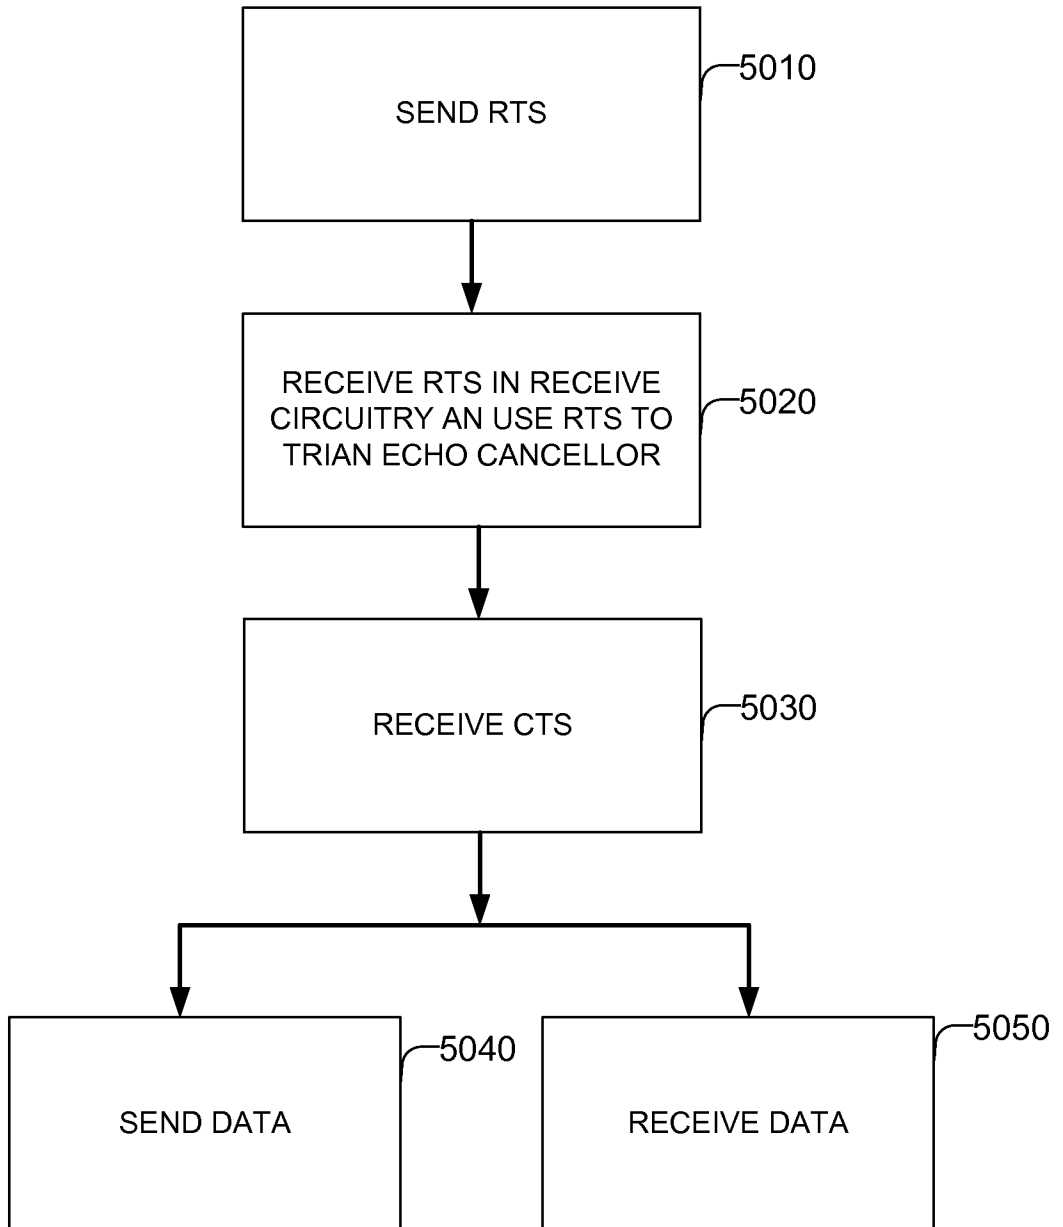 SEND RTS
5010
RECEIVE RTS IN RECEIVE
CIRCUITRY AN USE RTS TO
TRIAN ECHO CANCELLOR
5020
RECEIVE CTS
5030
SEND DATA
5040
RECEIVE DATA
5050